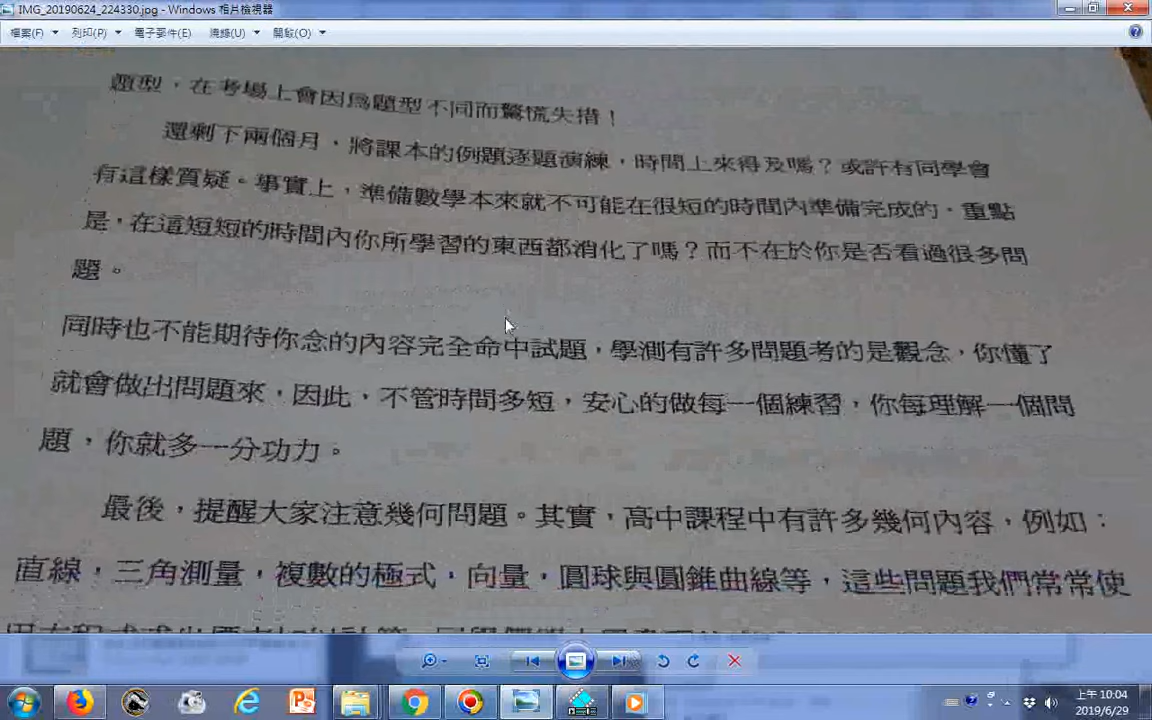 IMG_20190624_224330.jpg - Windows 相片檢視器
檔案(F) 列印(P) 電子郵件(E) 燒錄(U) 開啟(O)
題型，在考場上會因為題型不同而驚慌失措！
還剩下兩個月，將課本的例題逐題演練，時間上來得及嗎？或許有同學會
有這樣質疑。事實上，準備數學本來就不可能在很短的時間內準備完成的，重點
是，在這短短的時間內你所學習的東西都消化了嗎？而不在於你是否看過很多問
題。
同時也不能期待你念的內容完全命中試題，學測有許多問題考的是觀念，你懂了
就會做出問題來，因此，不管時間多短，安心的做每一個練習，你每理解一個問
題，你就多一分功力。
最後，提醒大家注意幾何問題。其實，高中課程中有許多幾何內容，例如：
直線，三角測量，複數的極式，向量，圓球與圓錐曲線等，這些問題我們常常使
上午 10:04
2019/6/29